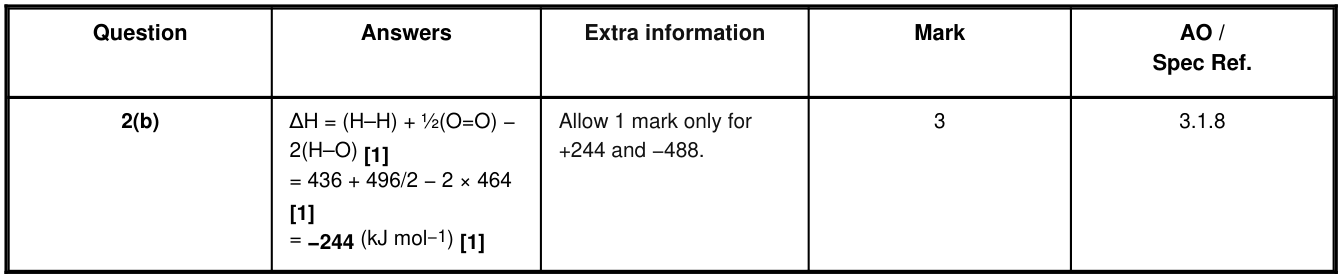 Question Answers Extra information Mark AO /
Spec Ref.
2(b) ΔH = (H–H) + ½(O=O) – Allow 1 mark only for 3 3.1.8
2(H–O) [1] +244 and –488.
= 436 + 496/2 – 2 × 464
[1]
= –244 (kJ mol–1) [1]